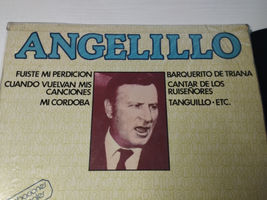 ANGELILLO
FUISTE MI PERDICION
CUANDO VUELVAN MIS
CANCIONES
MI CORDOBA
BARQUERITO DE TRIANA
CANTAR DE LOS
RUISEÑORES
TANGUILLO - ETC.